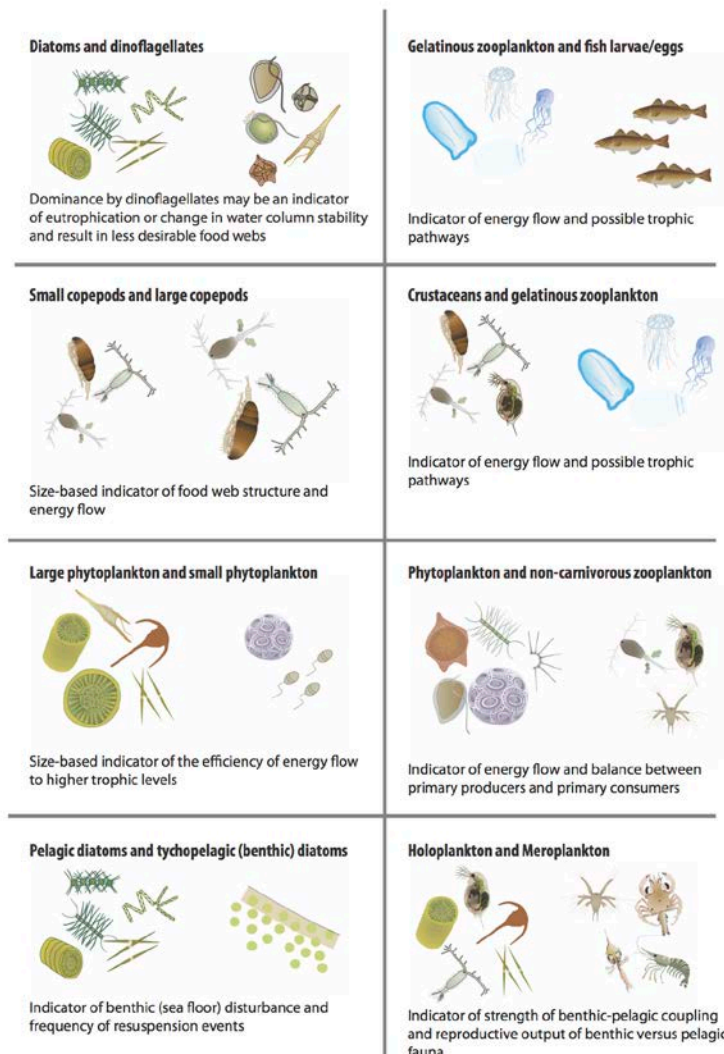 Diatoms and dinoflagellates
Dominance by dinoflagellates may be an indicator
of eutrophication or change in water column stability
and result in less desirable food webs
Gelatinous zooplankton and fish larvae/eggs
Indicator of energy flow and possible trophic
pathways
Small copepods and large copepods
Size-based indicator of food web structure and
energy flow
Crustaceans and gelatinous zooplankton
Indicator of energy flow and possible trophic
pathways
Large phytoplankton and small phytoplankton
Size-based indicator of the efficiency of energy flow
to higher trophic levels
Phytoplankton and non-carnivorous zooplankton
Indicator of energy flow and balance between
primary producers and primary consumers
Pelagic diatoms and tychopelagic (benthic) diatoms
Indicator of benthic (sea floor) disturbance and
frequency of resuspension events
Holoplankton and Meroplankton
Indicator of strength of benthic-pelagic coupling
and reproductive output of benthic versus pelagic
fauna